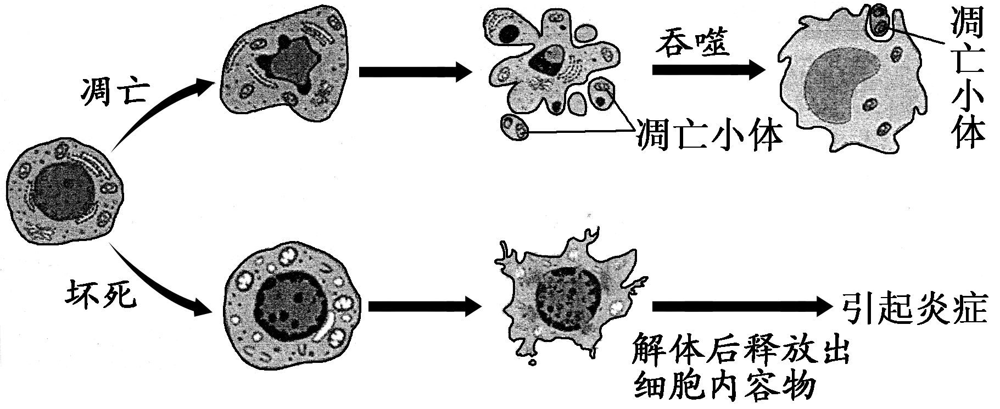 凋亡
吞噬
凋亡小体
凋亡小体
坏死
引起炎症
解体后释放出
细胞内容物